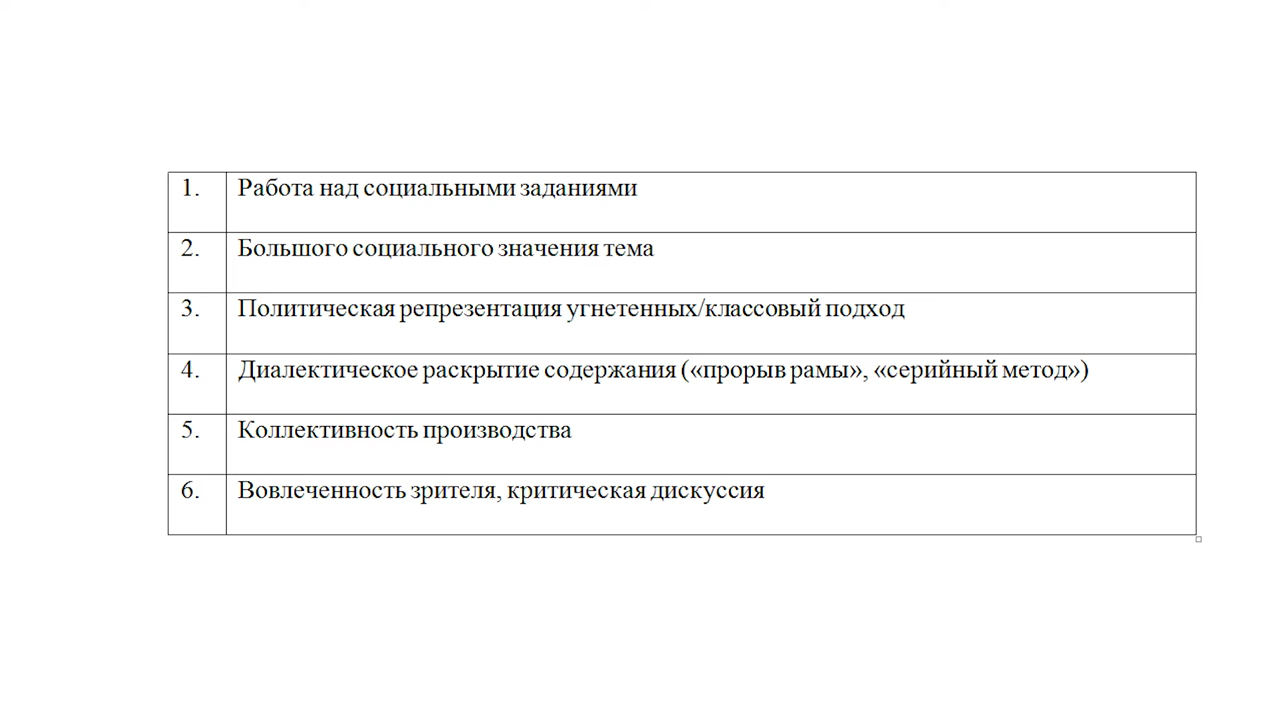 1. Работа над социальными заданиями
2. Большого социального значения тема
3. Политическая репрезентация угнетенных/классовый подход
4. Диалектическое раскрытие содержания («прорыв рамы», «серийный метод»)
5. Коллективность производства
6. Вовлеченность зрителя, критическая дискуссия